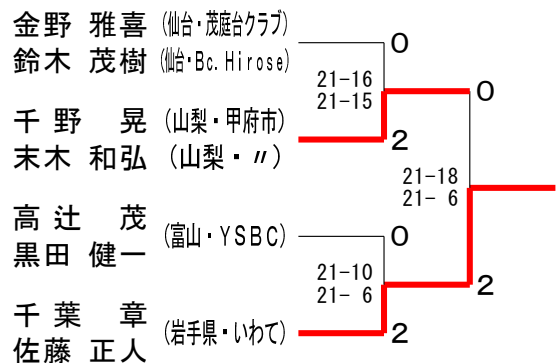 金野 雅喜 (仙台・茂庭台クラブ)
鈴木 茂樹 (仙台・Bc.Hirose)
0
21-16
21-15
0
千野 晃 (山梨・甲府市)
末木 和弘 (山梨・〃)
2
21-18
21- 6
高辻 茂
黒田 健一
(富山・YSBC)
0
21-10
21- 6
2
千葉 章
佐藤 正人
(岩手県・いわて)
2